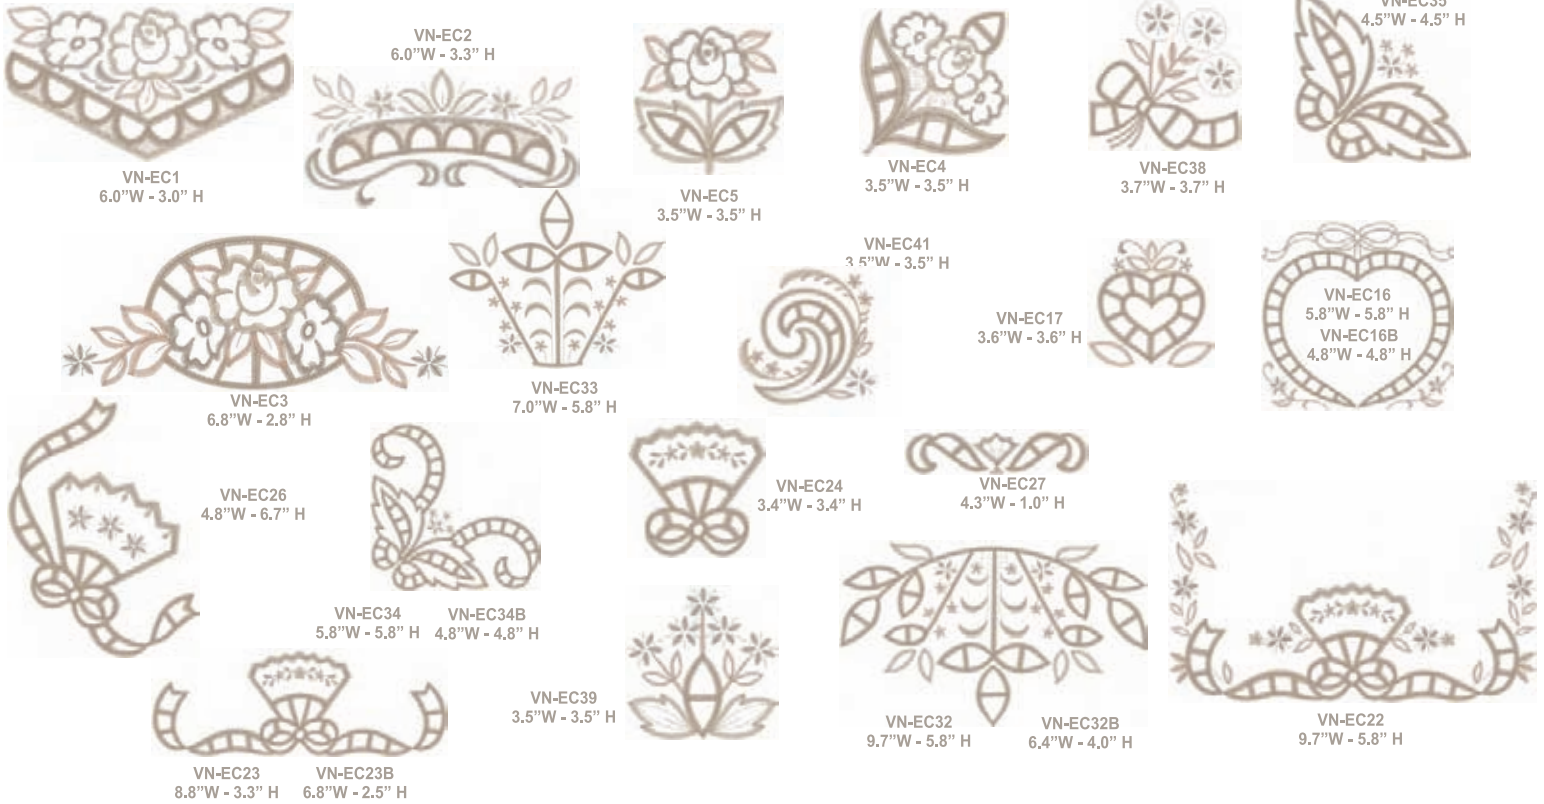 VN-EC35
4.5”W - 4.5” H
VN-EC2
6.0”W - 3.3” H
VN-EC1
6.0”W - 3.0” H
VN-EC5
3.5”W - 3.5” H
VN-EC4
3.5”W - 3.5” H
VN-EC38
3.7”W - 3.7” H
VN-EC41
3.5”W - 3.5” H
VN-EC17
3.6”W - 3.6” H
VN-EC16
5.8”W - 5.8” H
VN-EC16B
4.8”W - 4.8” H
VN-EC3
6.8”W - 2.8” H
VN-EC33
7.0”W - 5.8” H
VN-EC26
4.8”W - 6.7” H
VN-EC24
3.4”W - 3.4” H
VN-EC27
4.3”W - 1.0” H
VN-EC34
5.8”W - 5.8” H
VN-EC34B
4.8”W - 4.8” H
VN-EC39
3.5”W - 3.5” H
VN-EC32
9.7”W - 5.8” H
VN-EC32B
6.4”W - 4.0” H
VN-EC22
9.7”W - 5.8” H
VN-EC23
8.8”W - 3.3” H
VN-EC23B
6.8”W - 2.5” H